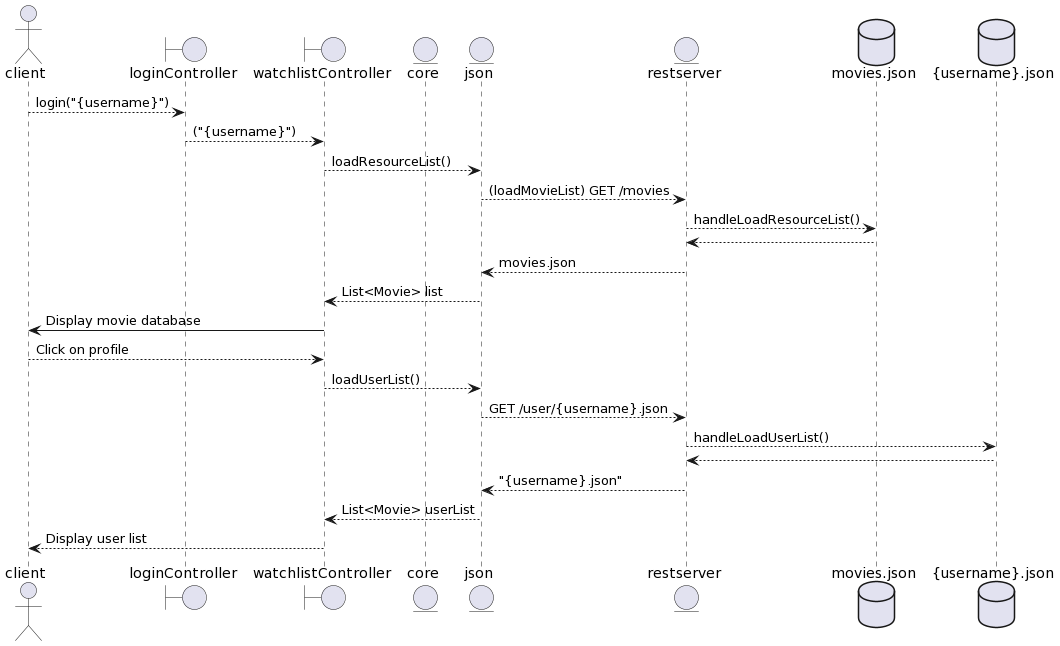 client
loginController
watchlistController
core
json
restserver
movies.json
{username}.json
login("{username}")
("{username}")
loadResourceList()
(loadMovieList) GET /movies
handleLoadResourceList()
movies.json
List<Movie> list
Display movie database
Click on profile
loadUserList()
GET /user/{username}.json
handleLoadUserList()
"{username}.json"
List<Movie> userList
Display user list
client
loginController
watchlistController
core
json
restserver
movies.json
{username}.json